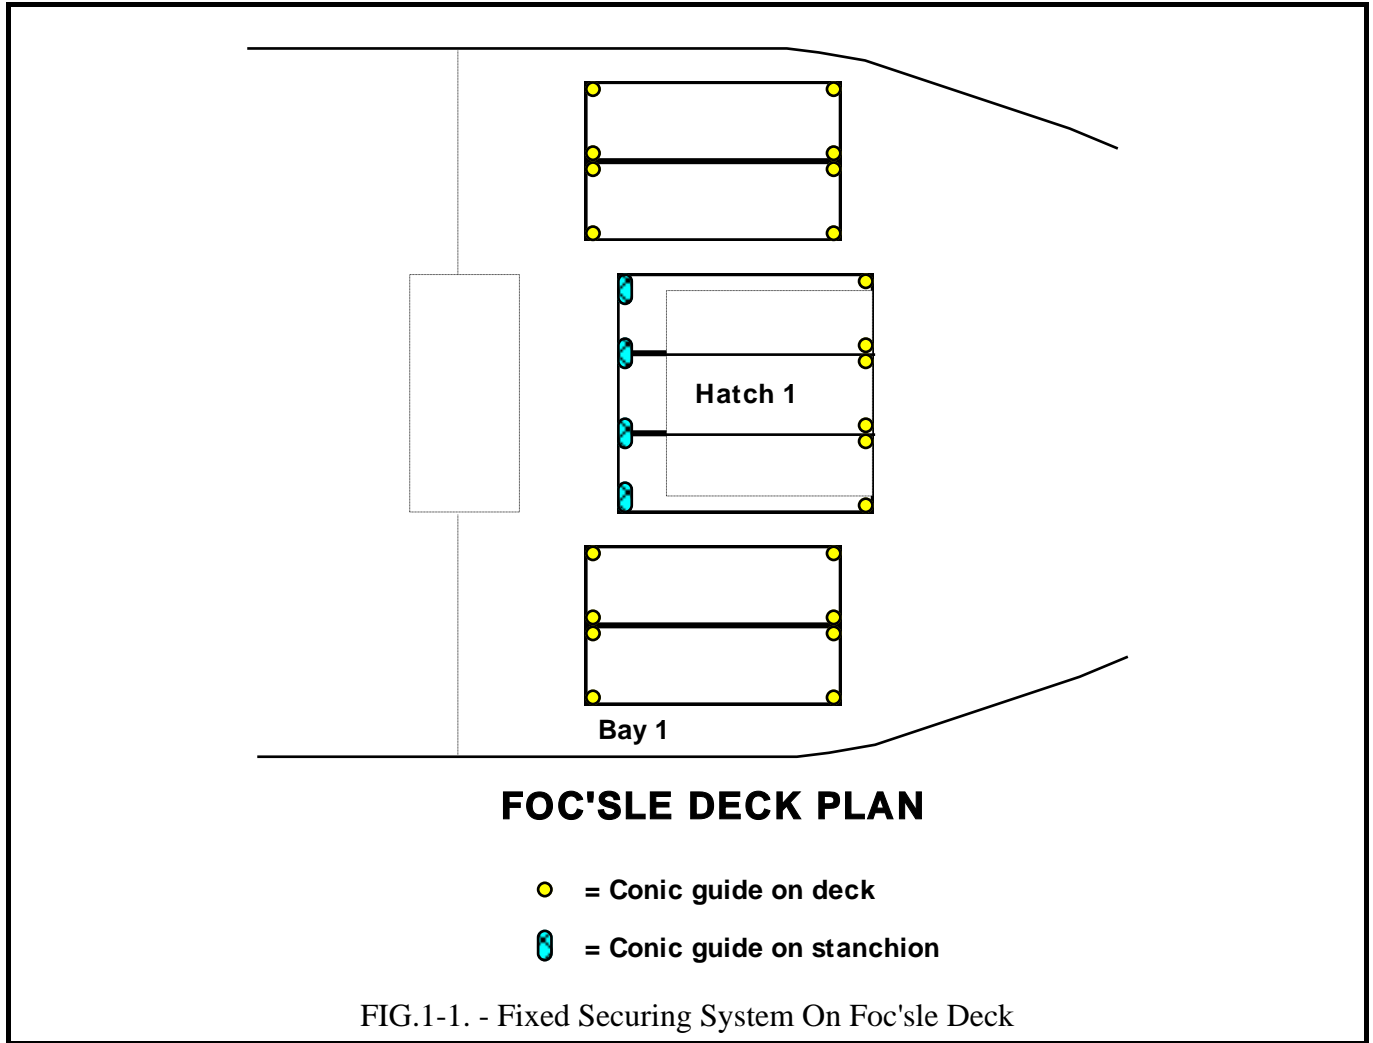 Hatch 1
Bay 1
FOC'SLE DECK PLAN
= Conic guide on deck
= Conic guide on stanchion
FIG.1-1. - Fixed Securing System On Foc'sle Deck